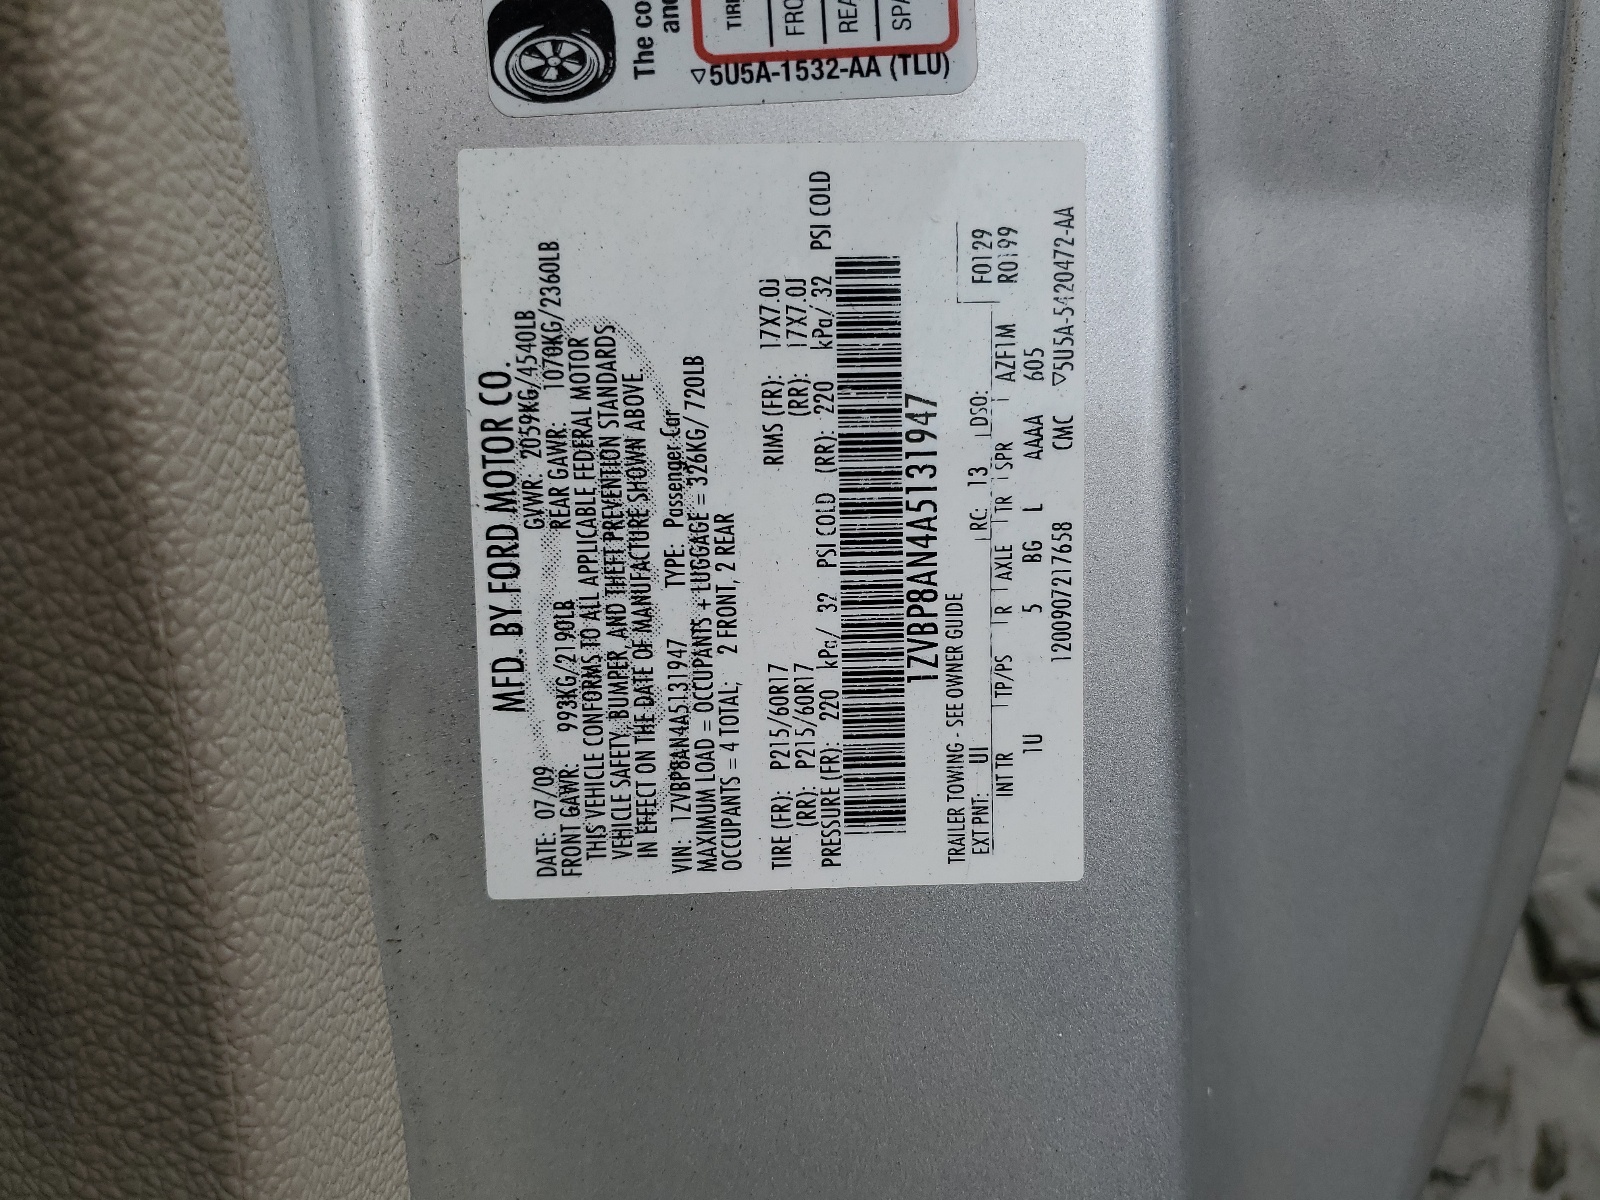 The co
and
TIRE
FRO
REA
SPA
▽5U5A-1532-AA (TLU)
MFD. BY FORD MOTOR CO.
DATE: 07/09 GVWR: 2059KG/4540LB
FRONT GAWR: 993KG/2190LB REAR GAWR: 1070KG/2360LB
THIS VEHICLE CONFORMS TO ALL APPLICABLE FEDERAL MOTOR
VEHICLE SAFETY, BUMPER, AND THEFT PREVENTION STANDARDS
IN EFFECT ON THE DATE OF MANUFACTURE SHOWN ABOVE
VIN: 1ZVBP8AN4A5131947 TYPE: Passenger Car
MAXIMUM LOAD = OCCUPANTS + LUGGAGE = 326KG/720LB
OCCUPANTS = 4 TOTAL; 2 FRONT, 2 REAR
TIRE (FR): P215/60R17 RIMS (FR): 17X7.0J
(RR): P215/60R17 (RR): 17X7.0J
PRESSURE (FR): 220 kPa/ 32 PSI COLD (RR): 220 kPa/ 32 PSI COLD
1ZVBP8AN4A5131947
TRAILER TOWING - SEE OWNER GUIDE
EXT PNT: UI RC: 13 DSO: F0129
INT TR TP/PS R AXLE TR SPR AZF1M R0199
1U 5 BG L AAAA 605
1200907217658 CMC ▽5U5A-5420472-AA